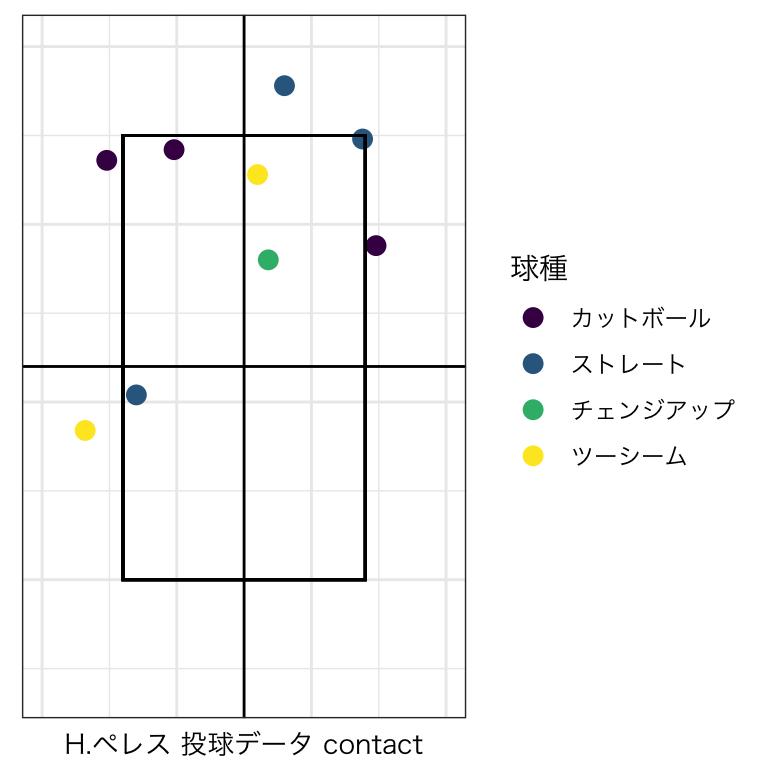 球種
カットボール
ストレート
チェンジアップ
ツーシーム
H.ペレス 投球データ contact